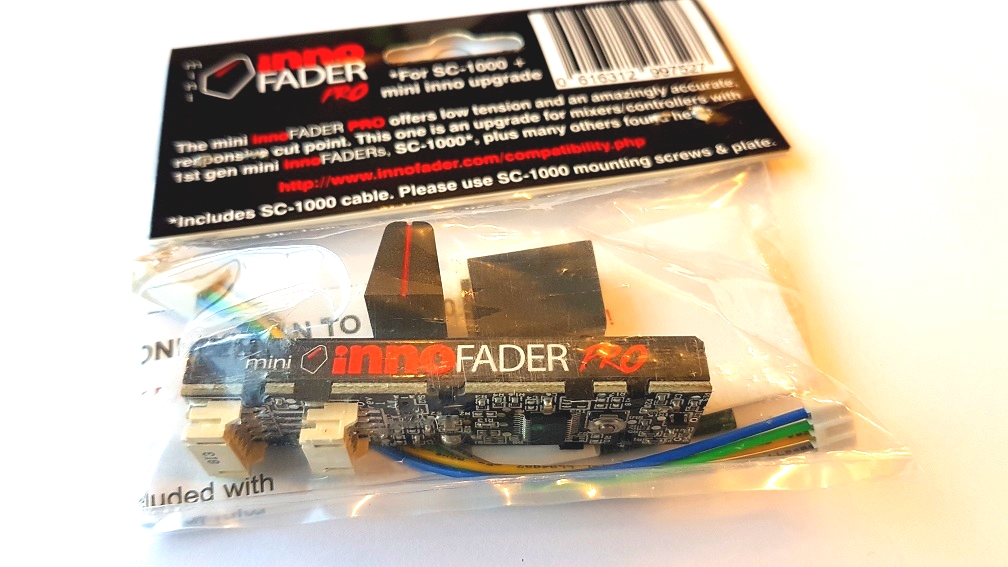 innoFADER PRO
*For SC-1000 +
mini inno upgrade
0 616312 997527
The mini innoFADER PRO offers low tension and an amazingly accurate,
responsive cut point. This one is an upgrade for mixers/controllers with
1st gen mini innoFADERs, SC-1000*, plus many others found here
http://www.innofader.com/compatibility.php
*Includes SC-1000 cable. Please use SC-1000 mounting screws & plate.
TO
mini innoFADER PRO
with